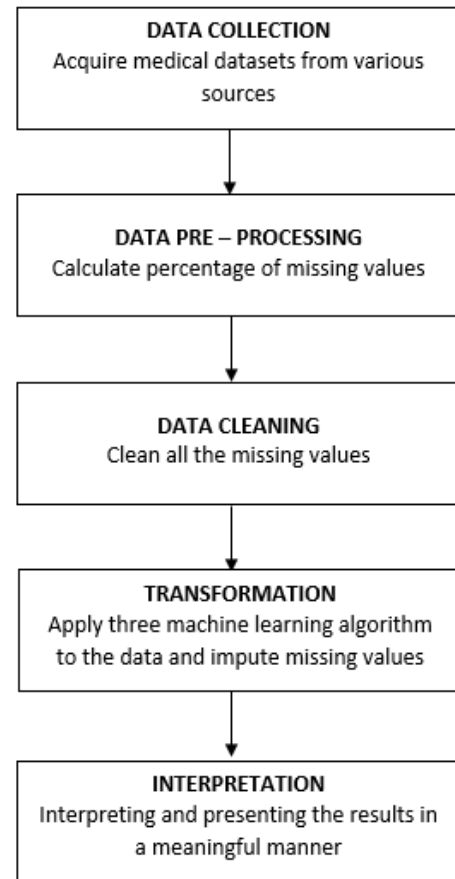 DATA COLLECTION
Acquire medical datasets from various
sources
DATA PRE – PROCESSING
Calculate percentage of missing values
DATA CLEANING
Clean all the missing values
TRANSFORMATION
Apply three machine learning algorithm
to the data and impute missing values
INTERPRETATION
Interpreting and presenting the results in
a meaningful manner